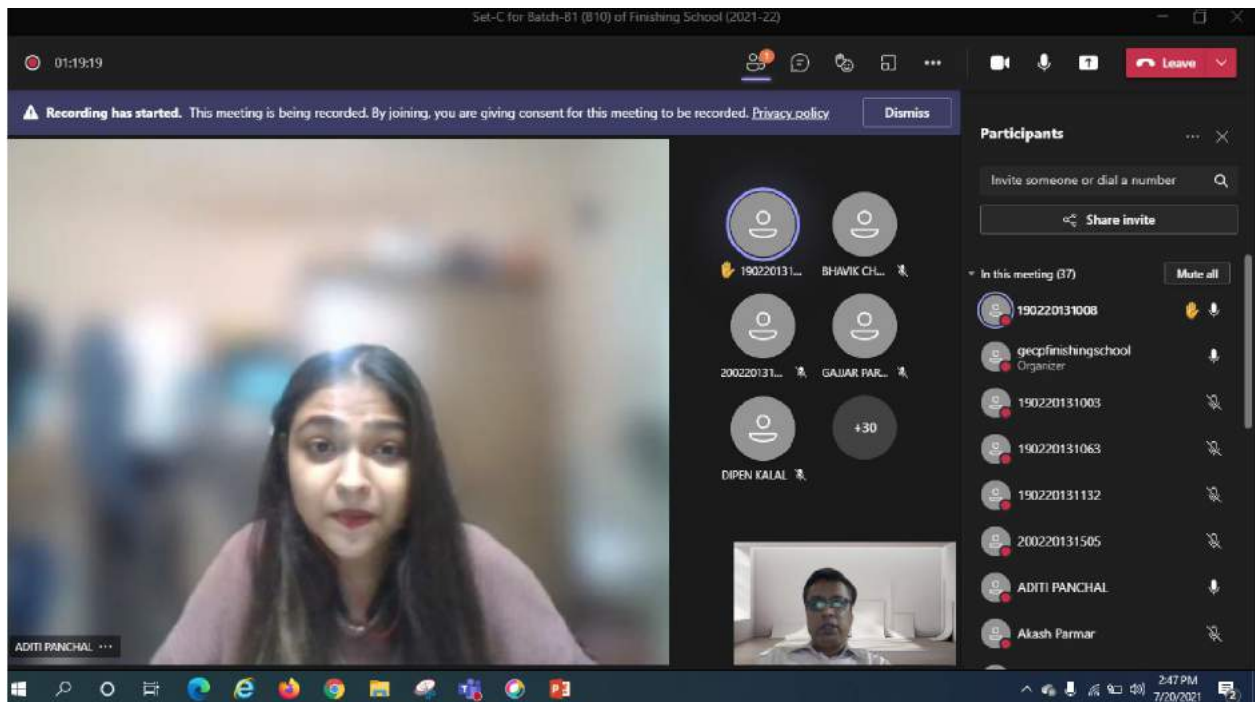 Set-C for Batch-81 (B10) of Finishing School (2021-22)
01:19:19
1
Leave
Recording has started. This meeting is being recorded. By joining, you are giving consent for this meeting to be recorded. Privacy policy
Dismiss
190220131...
BHAVIK CH...
200220131...
GAJJAR PAR...
DIPEN KALAL
+30
ADITI PANCHAL ...
Participants
Invite someone or dial a number
Share invite
In this meeting (37)
Mute all
190220131008
gecpfinishingschool
Organizer
190220131003
190220131063
190220131132
200220131505
ADITI PANCHAL
Akash Parmar
2:47 PM
7/20/2021
2